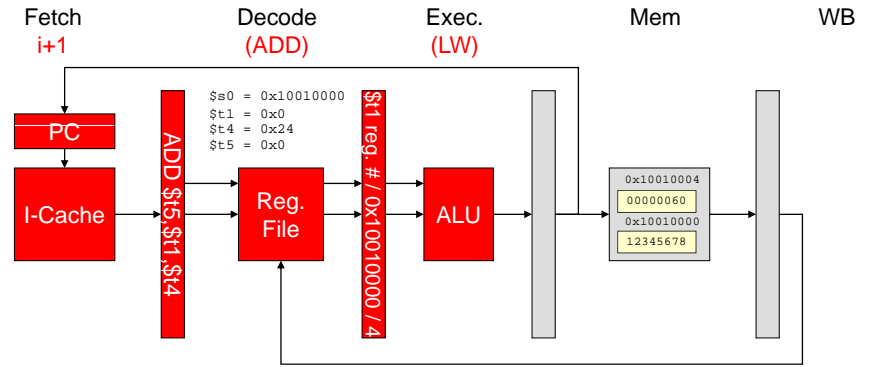 Fetch Decode Exec. Mem WB
i+1 (ADD) (LW)
$s0 = 0x10010000
$t1 = 0x0
$t4 = 0x24
$t5 = 0x0
PC
I-Cache
ADD $t5,$t1,$t4
Reg.
File
$t1 reg. # / 0x10010000 / 4
ALU
0x10010004
00000060
0x10010000
12345678